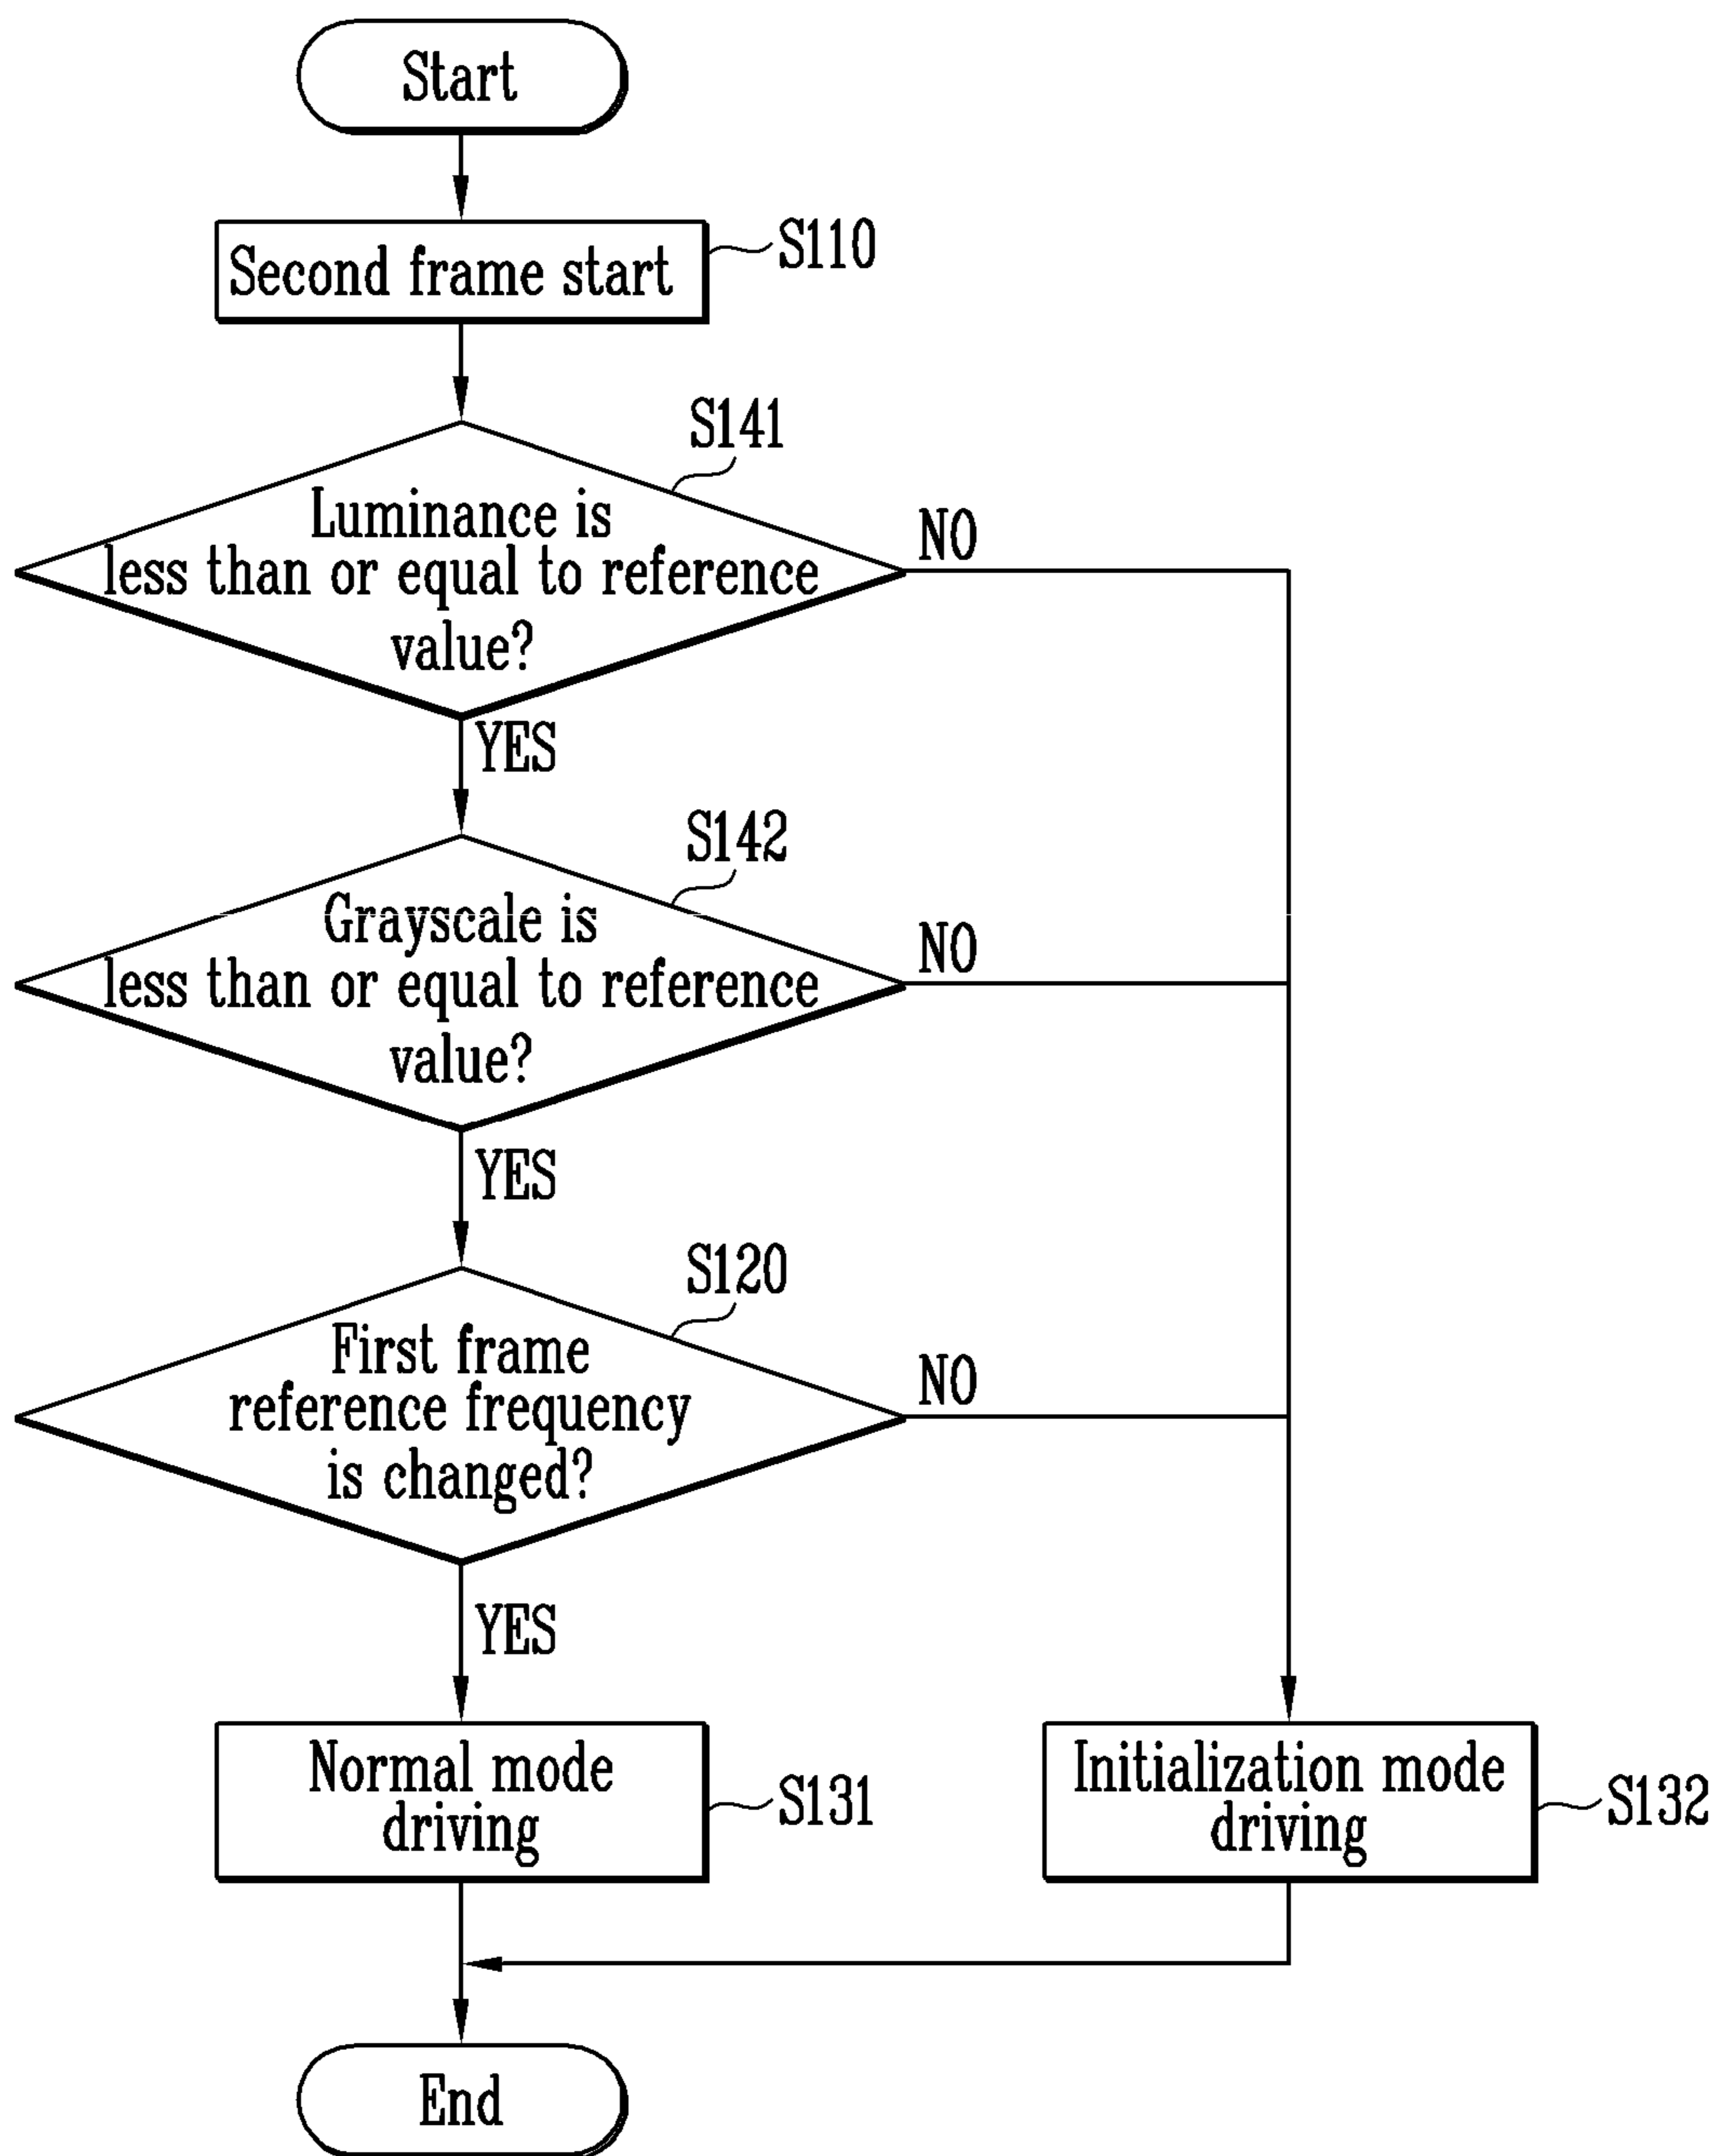 Start
Second frame start
S110
S141
Luminance is
less than or equal to reference
value?
NO
YES
S142
Grayscale is
less than or equal to reference
value?
NO
YES
S120
First frame
reference frequency
is changed?
NO
YES
Normal mode
driving
S131
Initialization mode
driving
S132
End